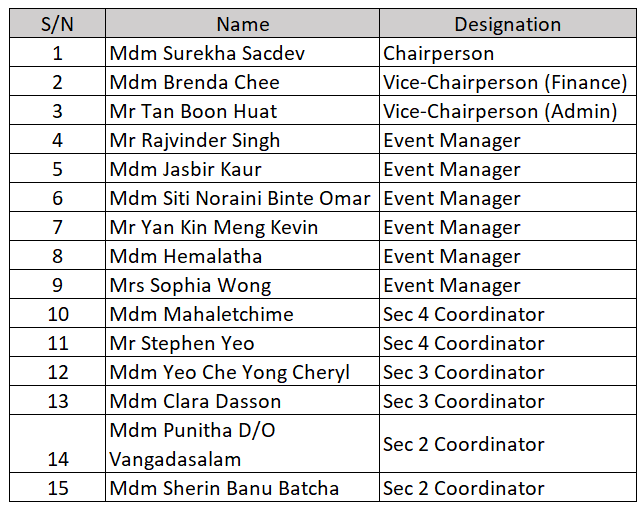 S/N Name Designation
1 Mdm Surekha Sacdev Chairperson
2 Mdm Brenda Chee Vice-Chairperson (Finance)
3 Mr Tan Boon Huat Vice-Chairperson (Admin)
4 Mr Rajvinder Singh Event Manager
5 Mdm Jasbir Kaur Event Manager
6 Mdm Siti Noraini Binte Omar Event Manager
7 Mr Yan Kin Meng Kevin Event Manager
8 Mdm Hemalatha Event Manager
9 Mrs Sophia Wong Event Manager
10 Mdm Mahaletchime Sec 4 Coordinator
11 Mr Stephen Yeo Sec 4 Coordinator
12 Mdm Yeo Che Yong Cheryl Sec 3 Coordinator
13 Mdm Clara Dasson Sec 3 Coordinator
Mdm Punitha D/O
14 Vangadasalam Sec 2 Coordinator
15 Mdm Sherin Banu Batcha Sec 2 Coordinator